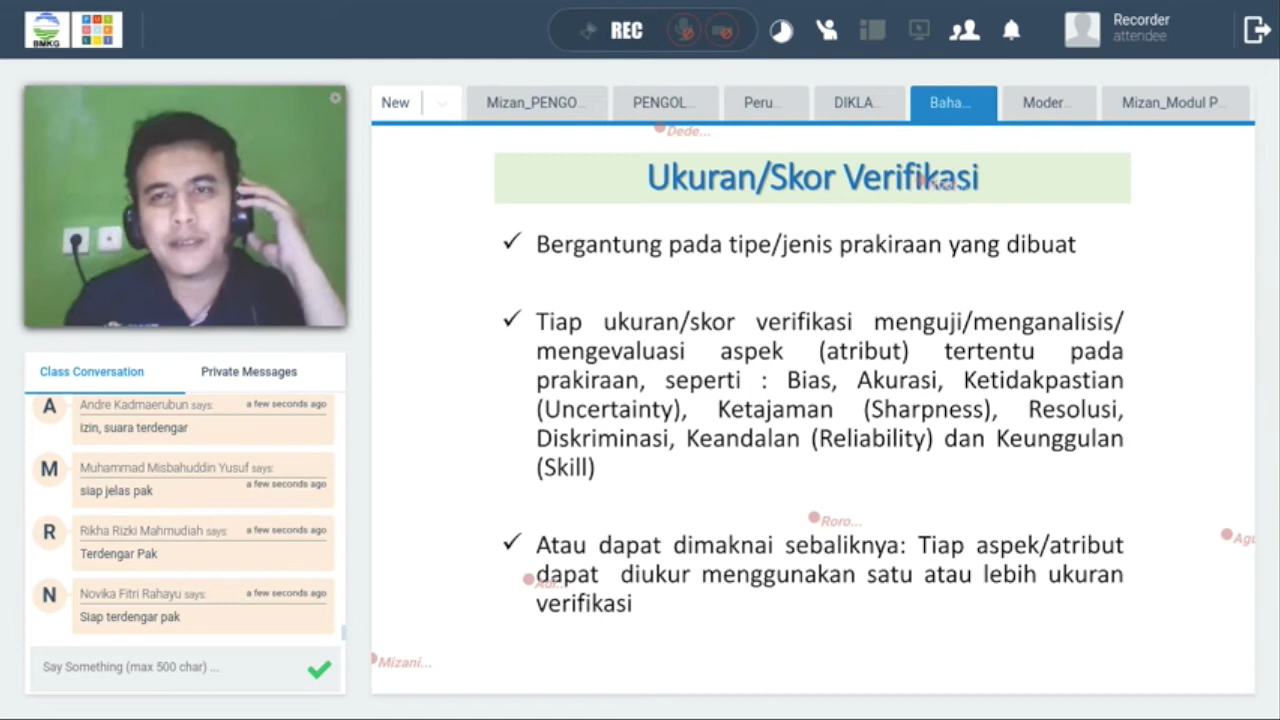 BMKG
REC
Recorder
attendee
New
Mizan_PENGO...
PENGOL...
Peru...
DIKLA...
Baha...
Moder...
Mizan_Modul P...
Dede...
Ukuran/Skor Verifikasi
✓ Bergantung pada tipe/jenis prakiraan yang dibuat
✓ Tiap ukuran/skor verifikasi menguji/menganalisis/
mengevaluasi aspek (atribut) tertentu pada
prakiraan, seperti : Bias, Akurasi, Ketidakpastian
(Uncertainty), Ketajaman (Sharpness), Resolusi,
Diskriminasi, Keandalan (Reliability) dan Keunggulan
(Skill)
Roro...
Agu
✓ Atau dapat dimaknai sebaliknya: Tiap aspek/atribut
dapat diukur menggunakan satu atau lebih ukuran
verifikasi
Mizani...
Class Conversation
Private Messages
A
Andre Kadmaerubun says:
a few seconds ago
izin, suara terdengar
M
Muhammad Misbahuddin Yusuf says:
a few seconds ago
siap jelas pak
R
Rikha Rizki Mahmudiah says:
a few seconds ago
Terdengar Pak
N
Novika Fitri Rahayu says:
a few seconds ago
Siap terdengar pak
Say Something (max 500 char) ...